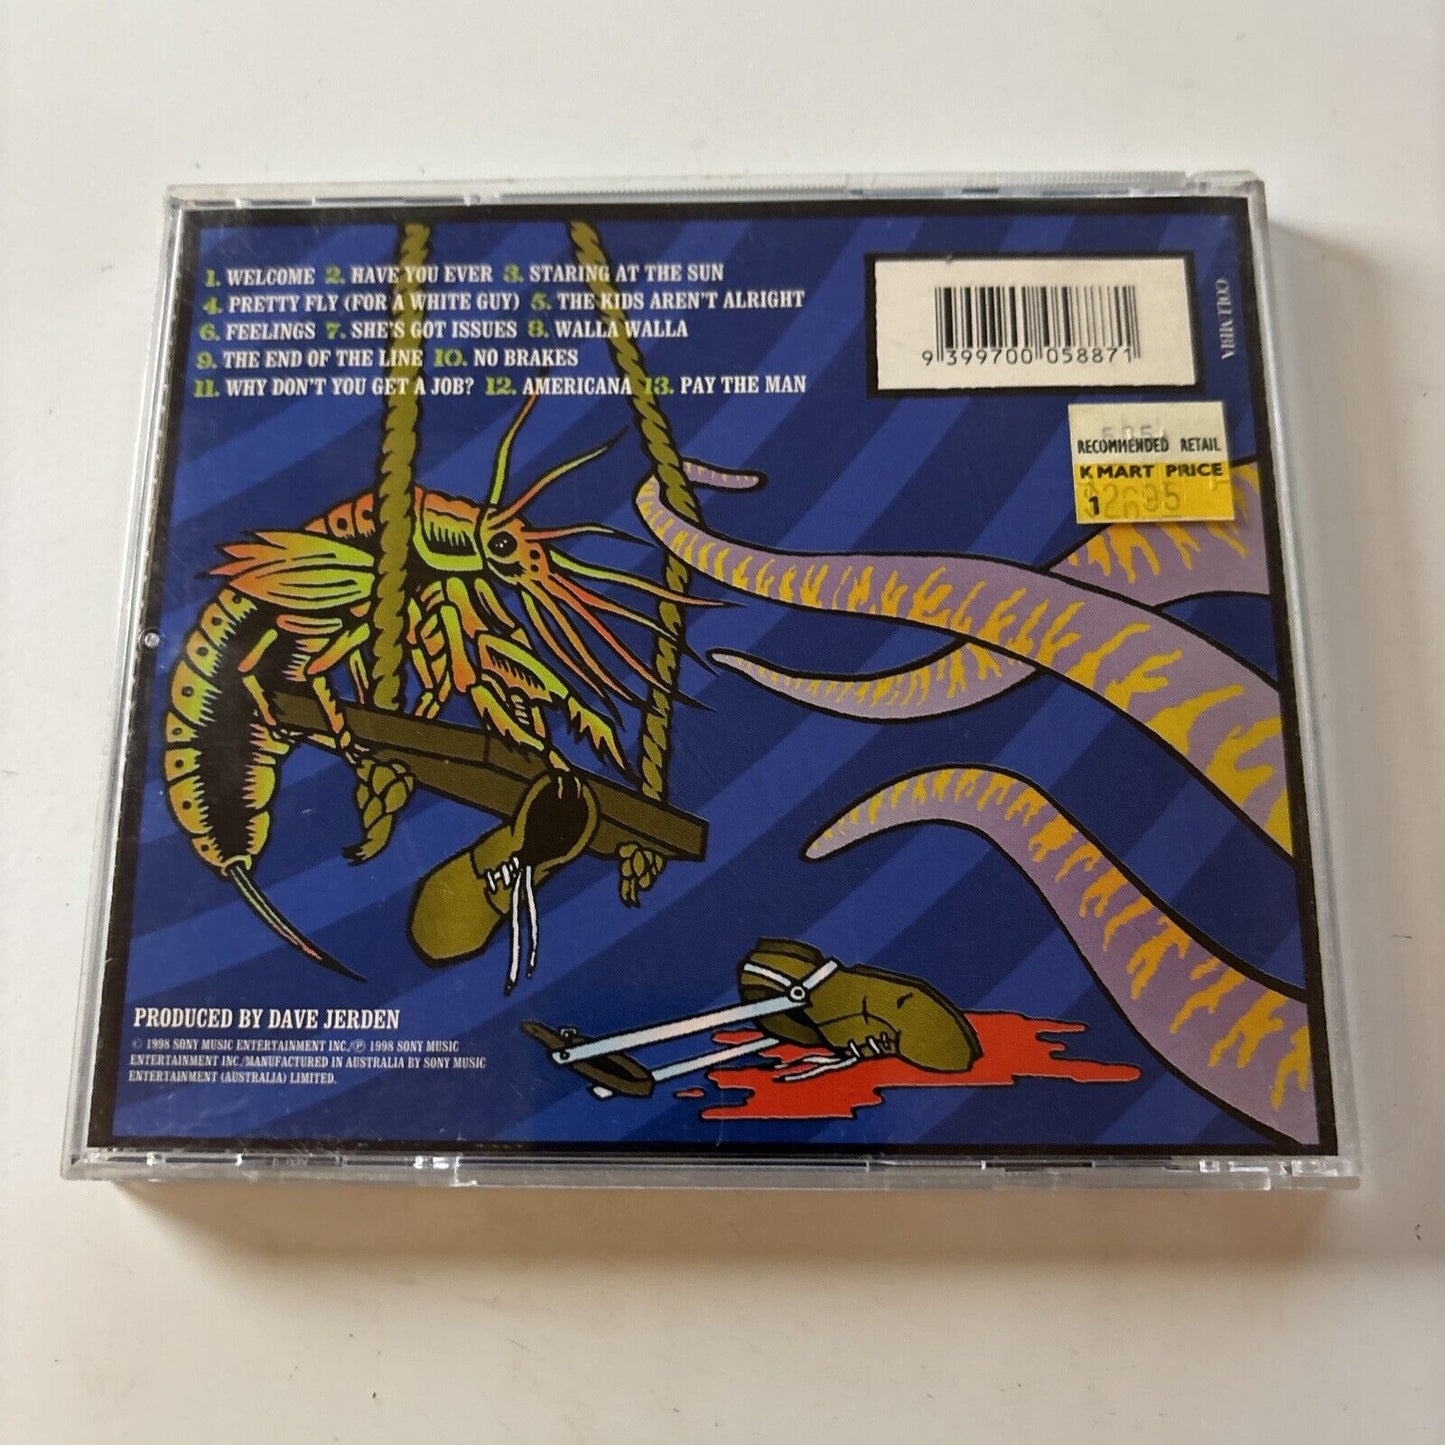 1. WELCOME 2. HAVE YOU EVER 3. STARING AT THE SUN
4. PRETTY FLY (FOR A WHITE GUY) 5. THE KIDS AREN'T ALRIGHT
6. FEELINGS 7. SHE'S GOT ISSUES 8. WALLA WALLA
9. THE END OF THE LINE 10. NO BRAKES
11. WHY DON'T YOU GET A JOB? 12. AMERICANA 13. PAY THE MAN
9 399700 058871
COLUMBIA
RECOMMENDED RETAIL
KMART PRICE
1
PRODUCED BY DAVE JERDEN
© 1998 SONY MUSIC ENTERTAINMENT INC./℗ 1998 SONY MUSIC
ENTERTAINMENT INC./MANUFACTURED IN AUSTRALIA BY SONY MUSIC
ENTERTAINMENT (AUSTRALIA) LIMITED.